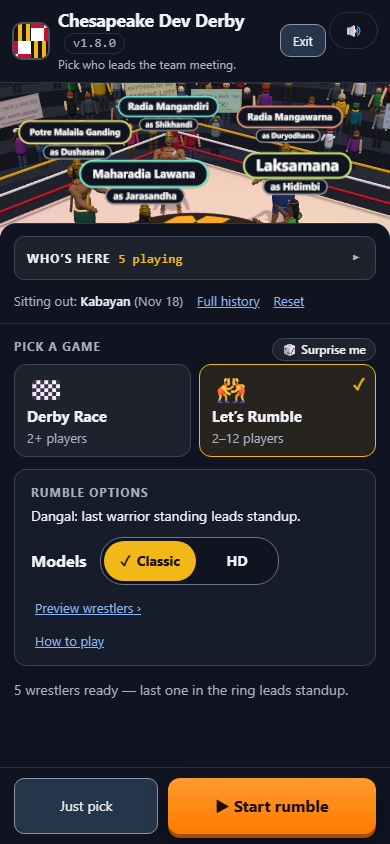 Chesapeake Dev Derby
v1.8.0
Pick who leads the team meeting.
Exit
Radia Mangandiri
as Shikhandi
Radia Mangawarna
as Duryodhana
Potre Malaila Ganding
as Dushasana
Maharadia Lawana
as Jarasandha
Laksamana
as Hidimbi
WHO'S HERE 5 playing
Sitting out: Kabayan (Nov 18) Full history Reset
PICK A GAME
Surprise me
Derby Race
2+ players
Let's Rumble
2–12 players
RUMBLE OPTIONS
Dangal: last warrior standing leads standup.
Models
✓ Classic
HD
Preview wrestlers ›
How to play
5 wrestlers ready — last one in the ring leads standup.
Just pick
▶ Start rumble